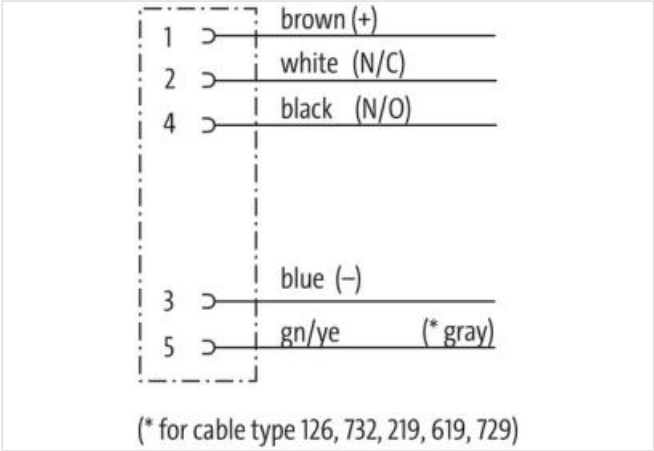 1 brown (+)
2 white (N/C)
4 black (N/O)
3 blue (–)
5 gn/ye (* gray)
(* for cable type 126, 732, 219, 619, 729)